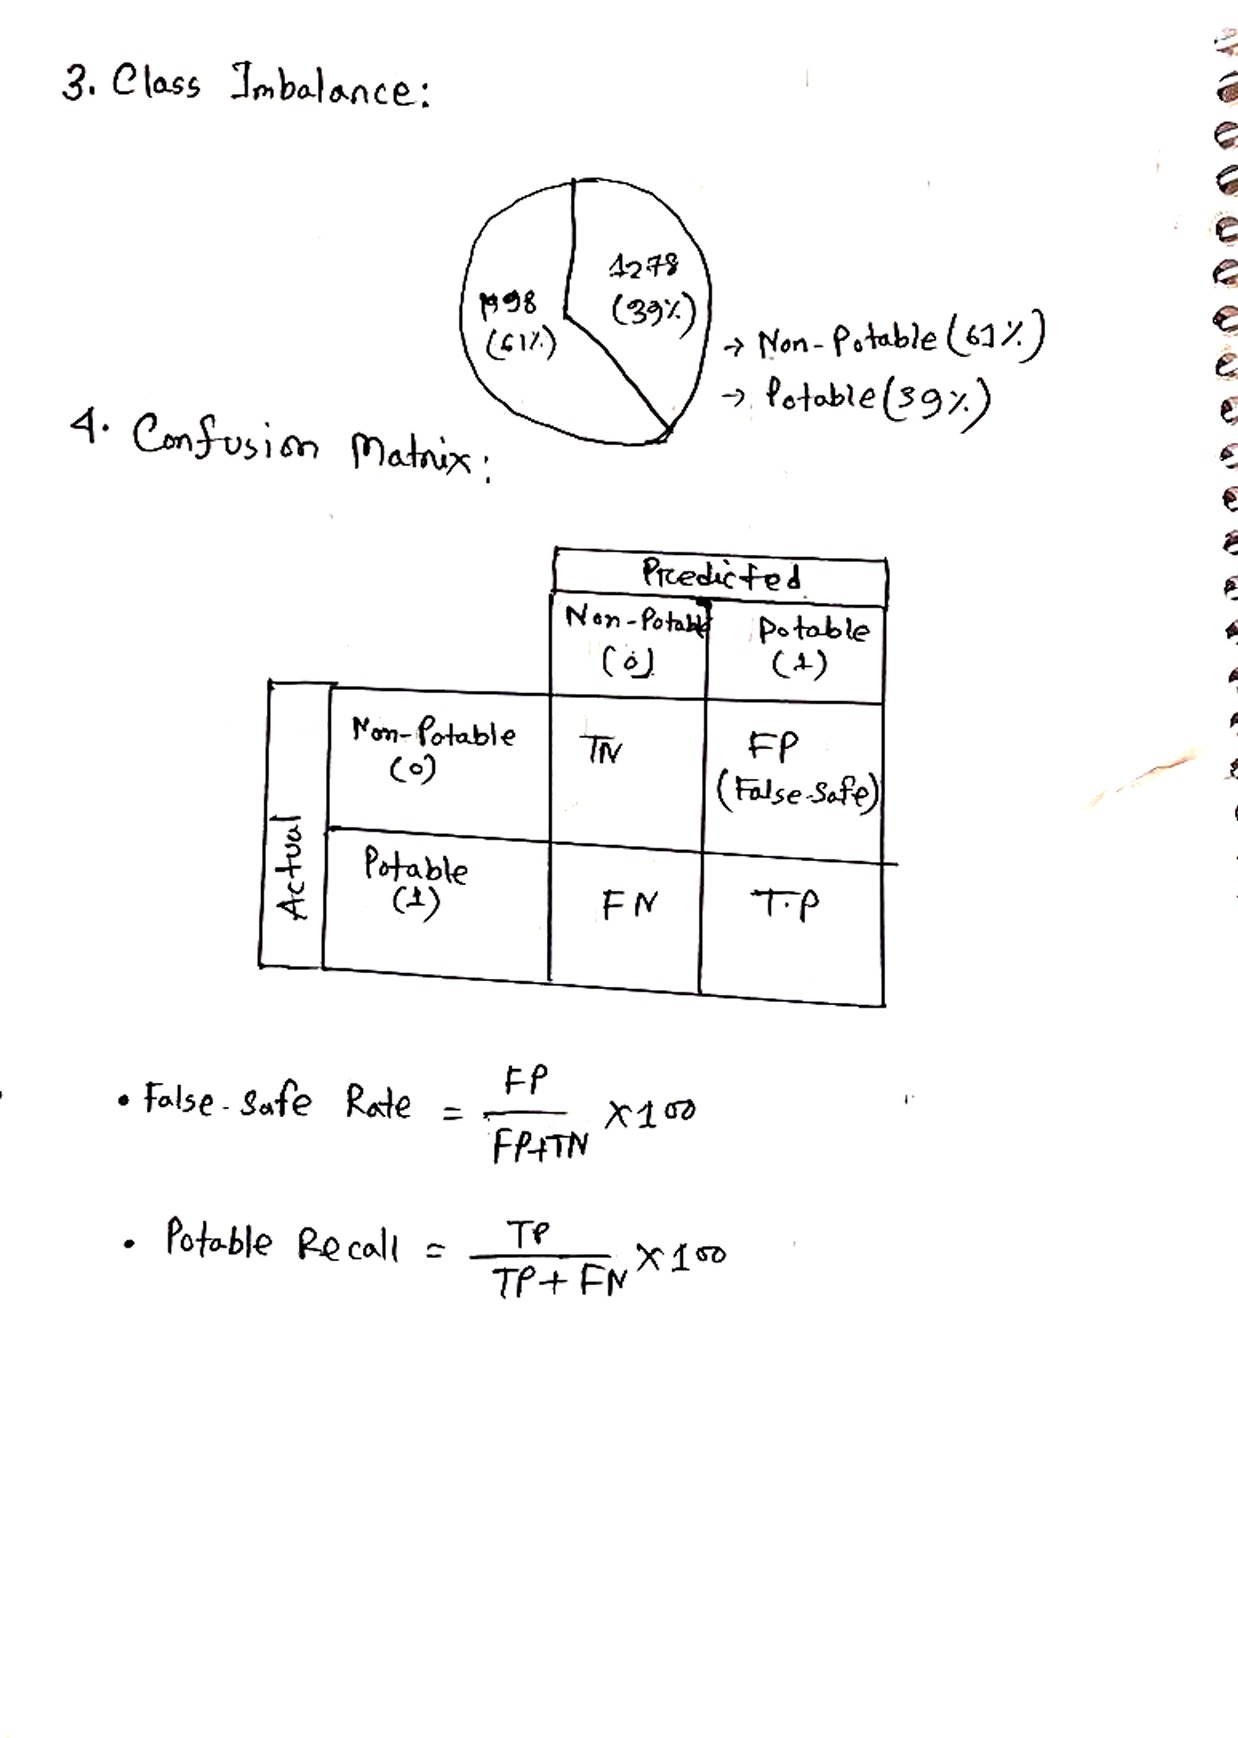 3. Class Imbalance:
1278
(39%)
1998
(61%)
→ Non-Potable (61%)
→ Potable (39%)
4. Confusion Matrix:
Predicted
Non-Potable
(0)
Potable
(1)
Actual
Non-Potable
(0)
TN
FP
(False-Safe)
Potable
(1)
FN
TP
• False-Safe Rate = FP / FP+TN × 100
• Potable Recall = TP / TP + FN × 100